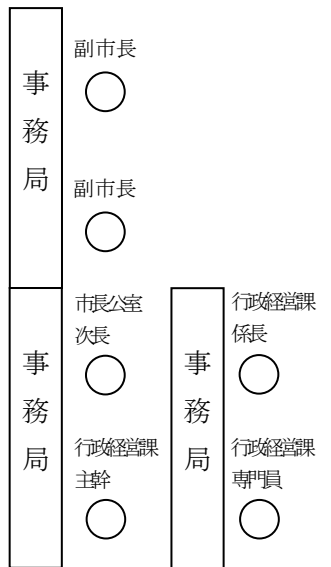 事務局
副市長
副市長
事務局
市長公室
次長
行政経営課
主幹
事務局
行政経営課
係長
行政経営課
専門員